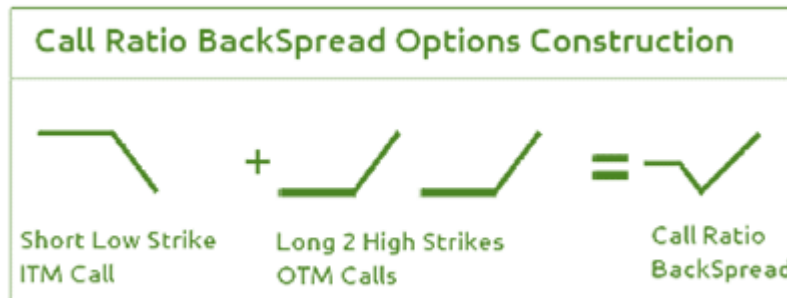 Call Ratio BackSpread Options Construction
+ =
Short Low Strike
ITM Call
Long 2 High Strikes
OTM Calls
Call Ratio
BackSpread